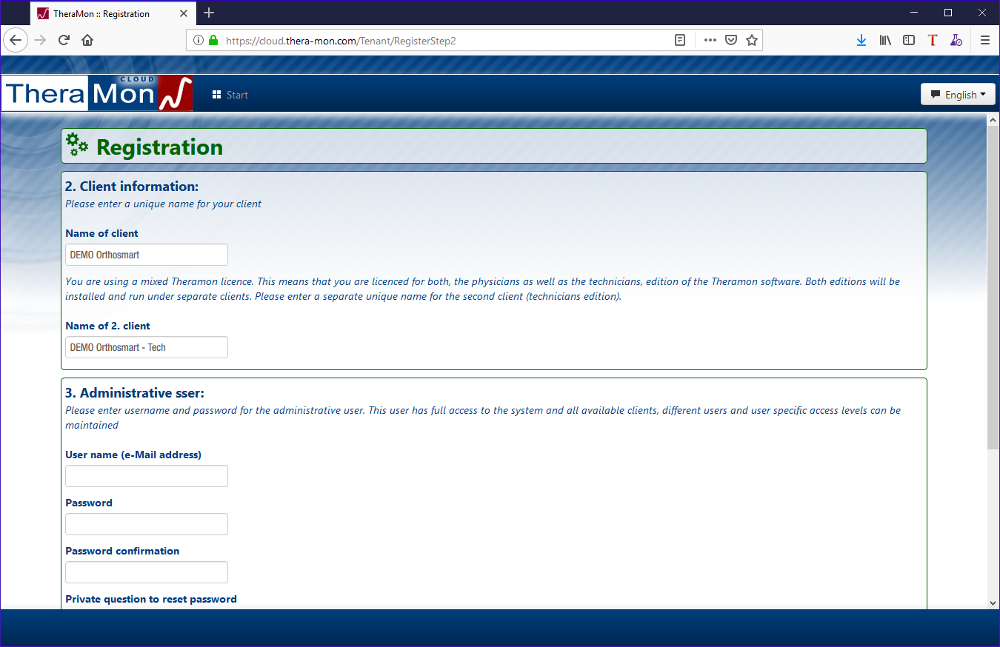 TheraMon :: Registration
https://cloud.thera-mon.com/Tenant/RegisterStep2
T
CLOUD
TheraMon
Start
English
Registration
2. Client information:
Please enter a unique name for your client
Name of client
DEMO Orthosmart
You are using a mixed Theramon licence. This means that you are licenced for both, the physicians as well as the technicians, edition of the Theramon software. Both editions will be
installed and run under separate clients. Please enter a separate unique name for the second client (technicians edition).
Name of 2. client
DEMO Orthosmart - Tech
3. Administrative sser:
Please enter username and password for the administrative user. This user has full access to the system and all available clients, different users and user specific access levels can be
maintained
User name (e-Mail address)
Password
Password confirmation
Private question to reset password